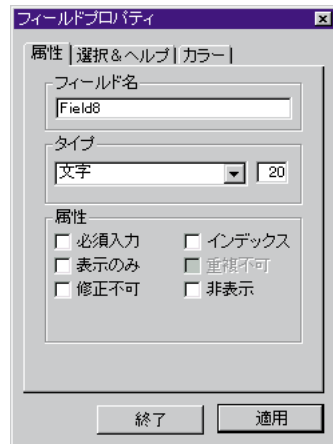 フィールドプロパティ
属性 選択＆ヘルプ カラー
フィールド名
Field8
タイプ
文字 20
属性
必須入力 インデックス
表示のみ 重複不可
修正不可 非表示
終了 適用